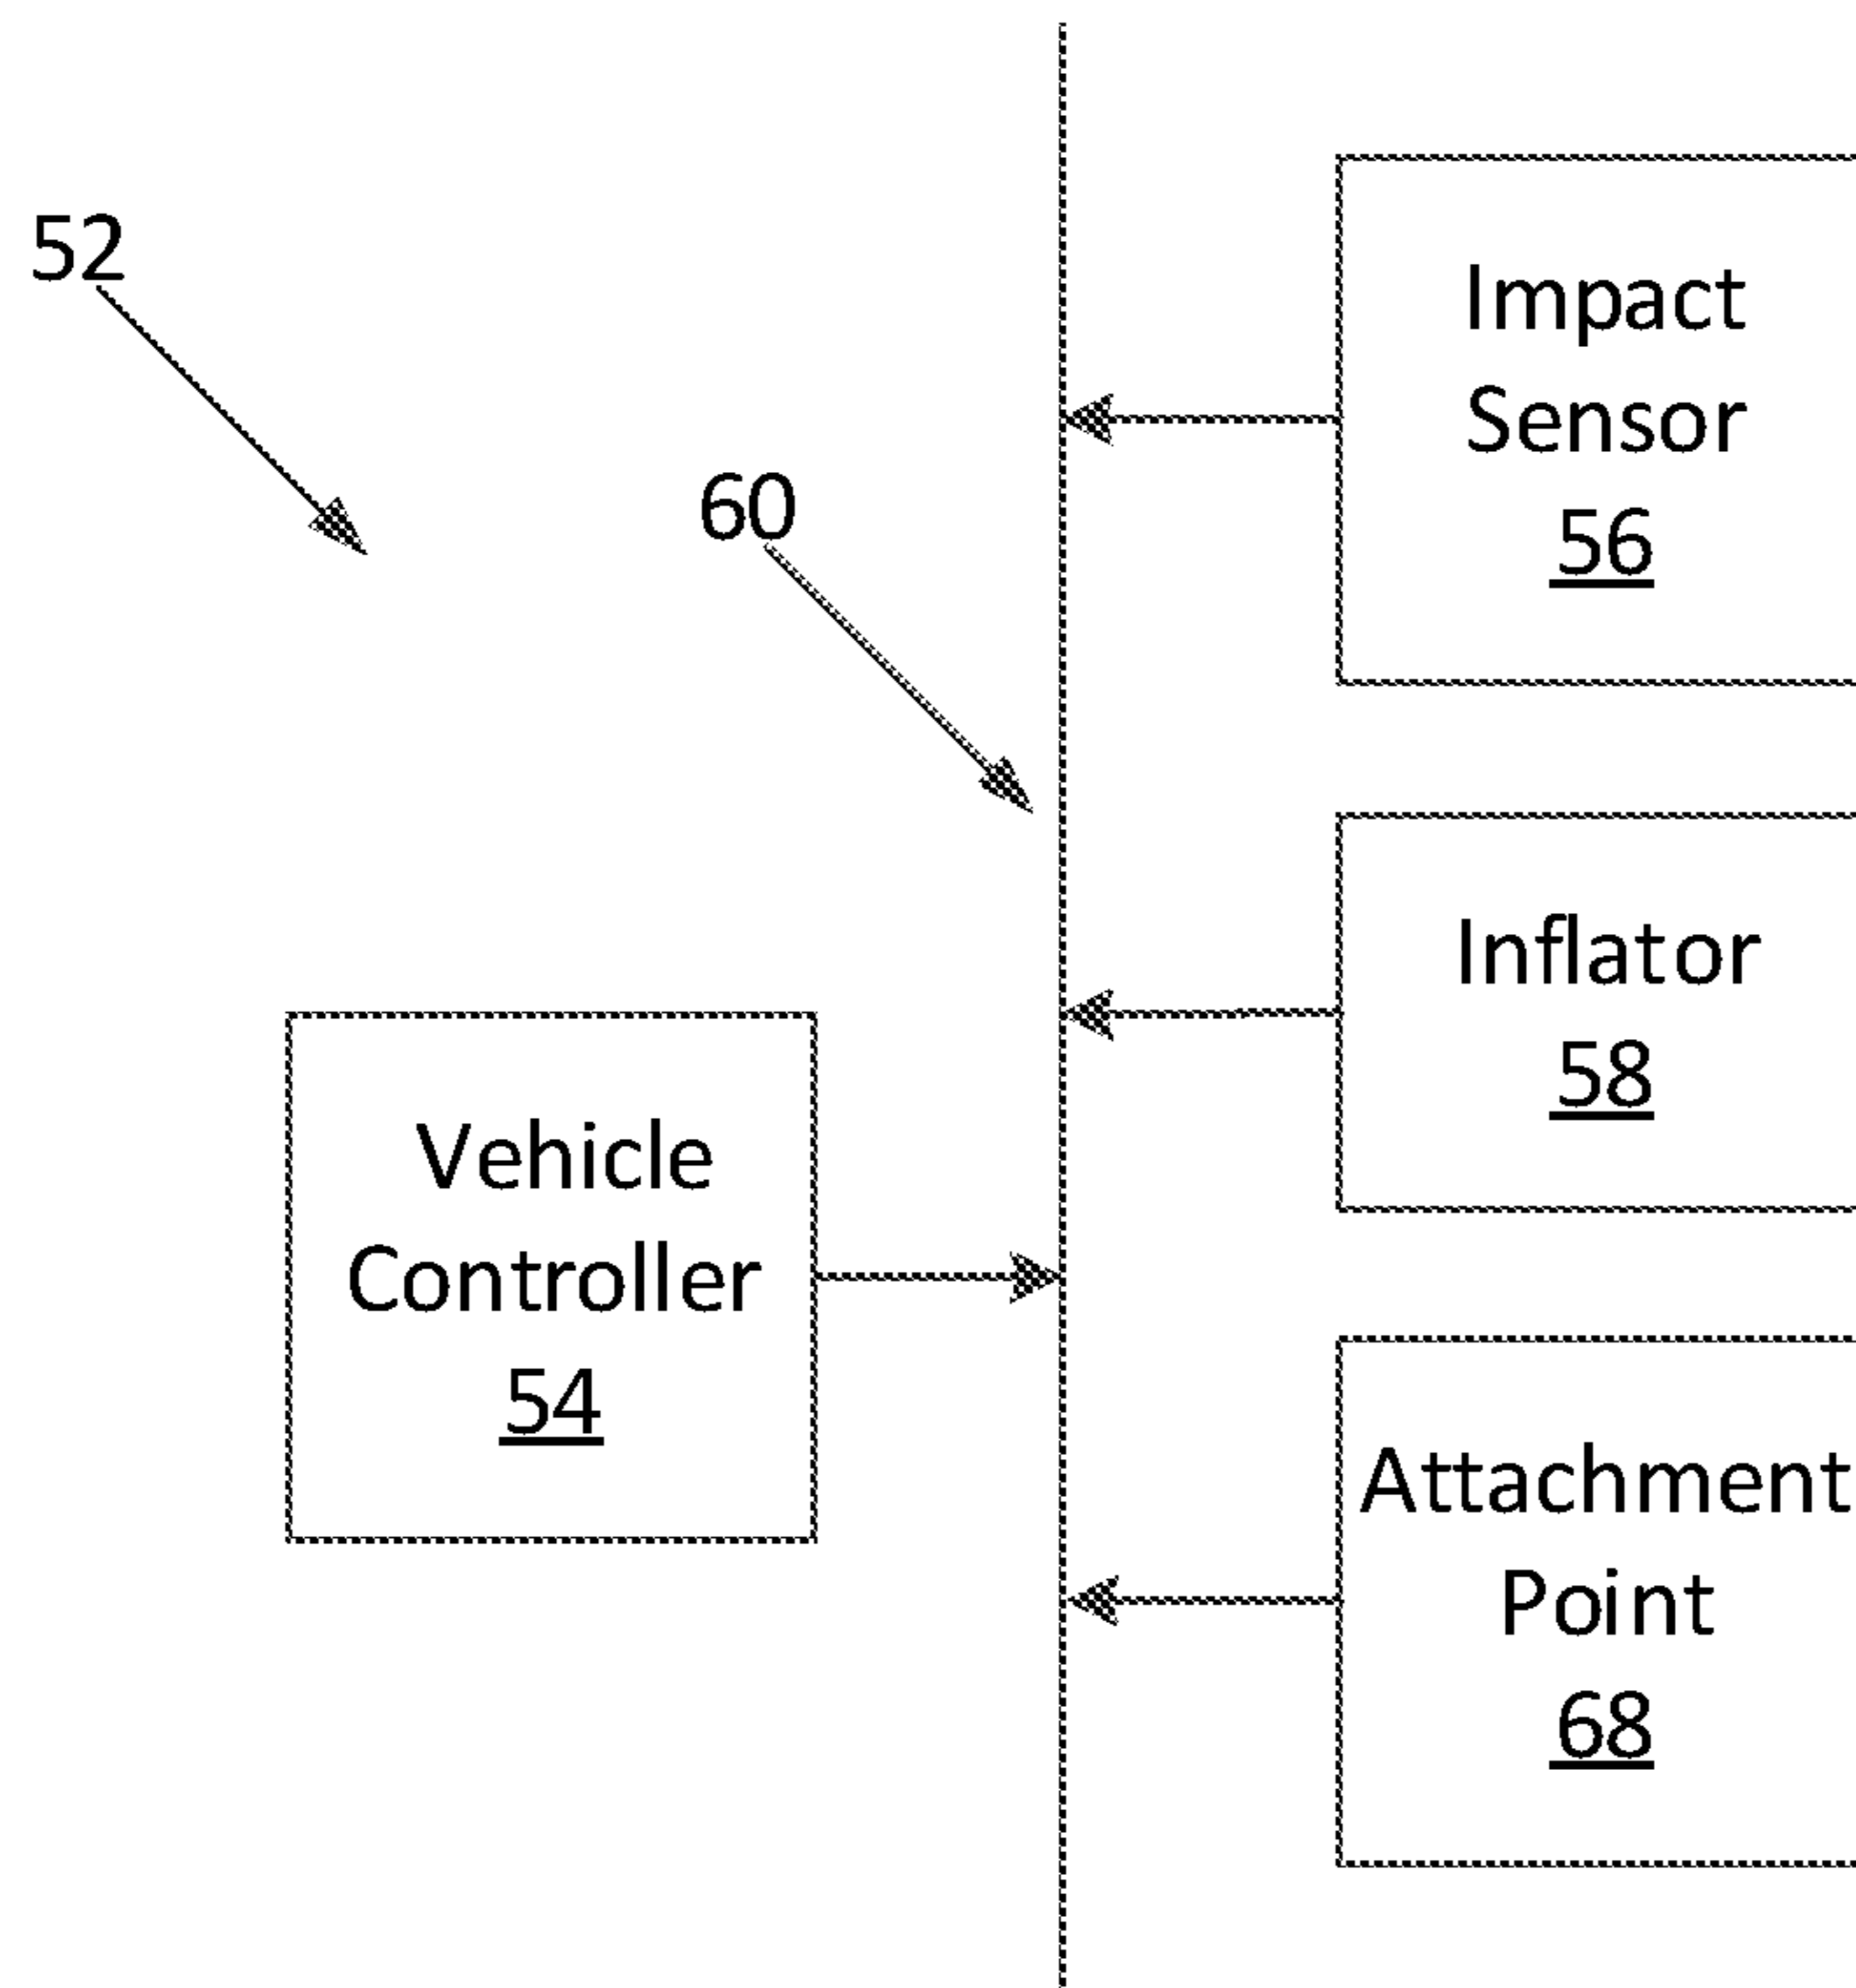 52
60
Impact
Sensor
56
Inflator
58
Vehicle
Controller
54
Attachment
Point
68